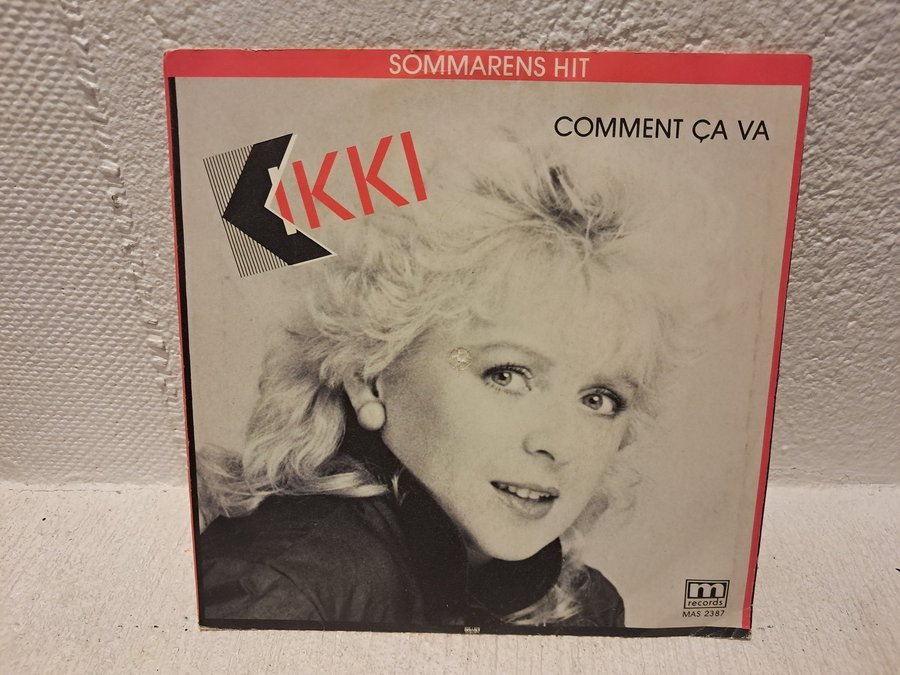 SOMMARENS HIT
COMMENT ÇA VA
KIKKI
m
records
MAS 2387